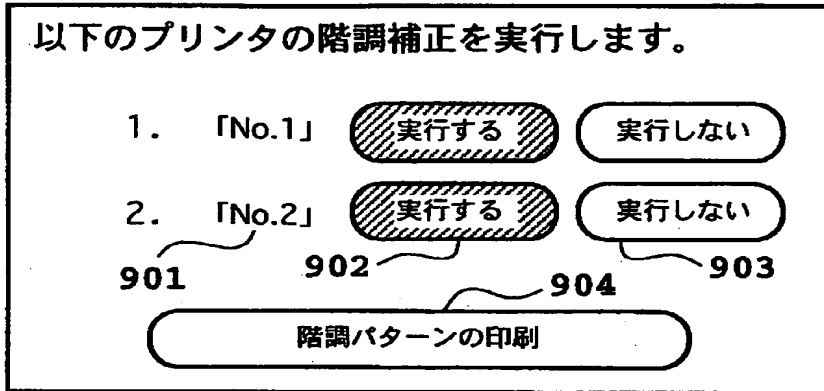 以下のプリンタの階調補正を実行します。
1. 「No.1」 実行する 実行しない
2. 「No.2」 実行する 実行しない
901 902 904 903
階調パターンの印刷